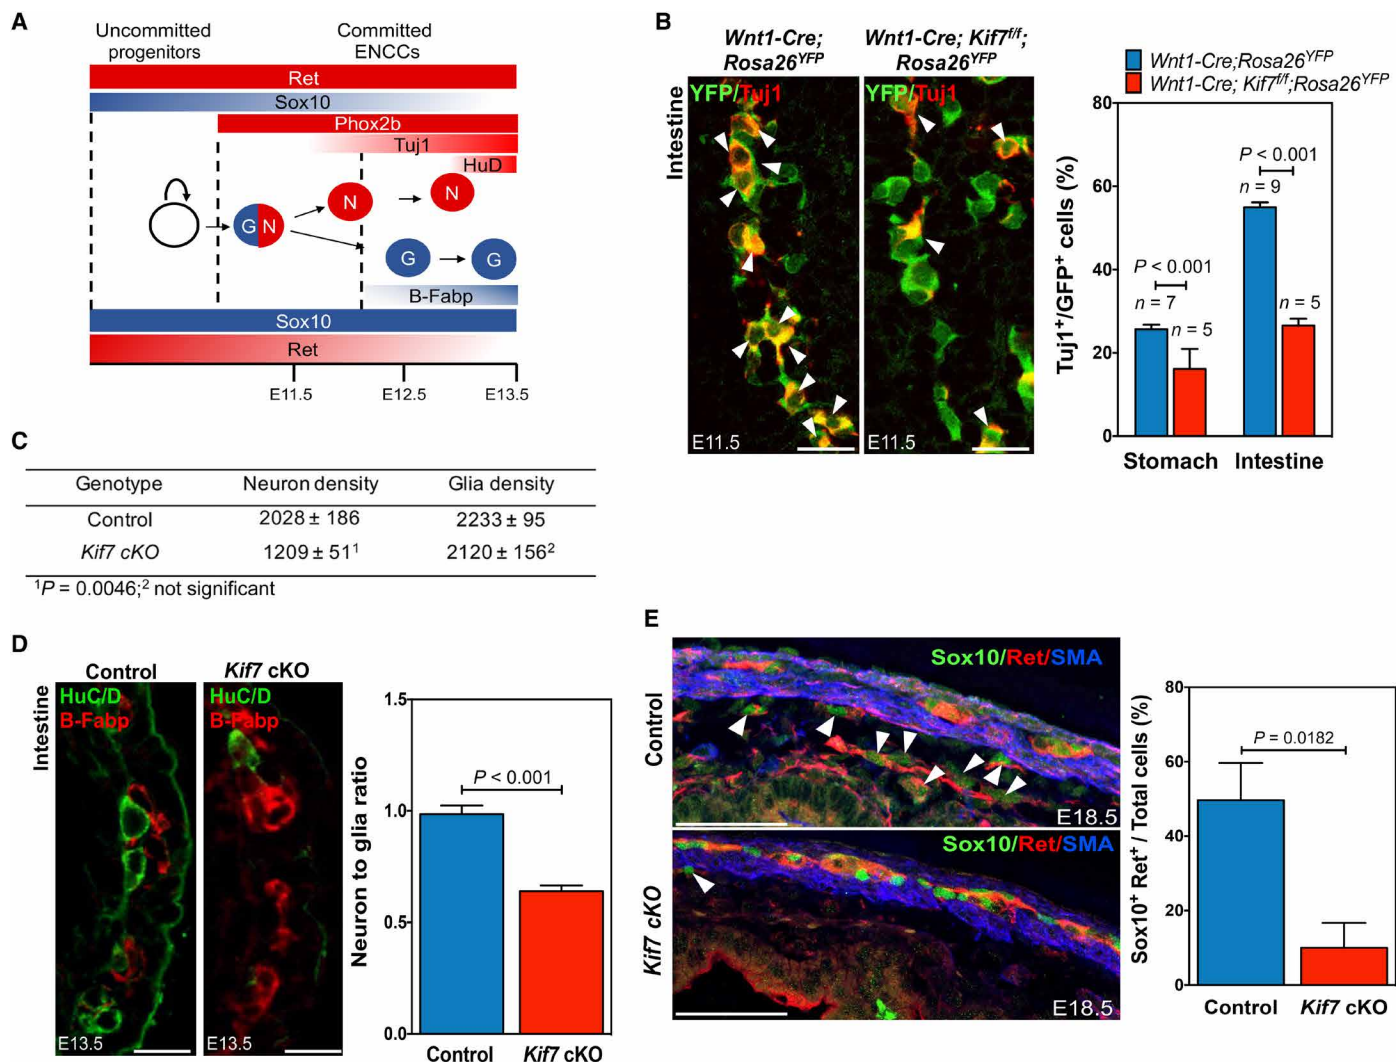 A
Uncommitted
progenitors
Committed
ENCCs
Ret
Sox10
Phox2b
Tuj1
HuD
G N
N
N
G
G
B-Fabp
Sox10
Ret
E11.5
E12.5
E13.5
B
Wnt1-Cre;
Rosa26YFP
Wnt1-Cre; Kif7f/f;
Rosa26YFP
Intestine
YFP/Tuj1
E11.5
YFP/Tuj1
E11.5
Wnt1-Cre;Rosa26YFP
Wnt1-Cre; Kif7f/f;Rosa26YFP
Tuj1+/GFP+ cells (%)
80
60
40
20
0
P < 0.001
n = 7
n = 5
P < 0.001
n = 9
n = 5
Stomach
Intestine
C
Genotype Neuron density Glia density
Control 2028 ± 186 2233 ± 95
Kif7 cKO 1209 ± 51¹ 2120 ± 156²
¹P = 0.0046;² not significant
D
Control
Kif7 cKO
Intestine
HuC/D
B-Fabp
E13.5
HuC/D
B-Fabp
E13.5
Neuron to glia ratio
1.5
1.0
0.5
0.0
P < 0.001
Control
Kif7 cKO
E
Control
Sox10/Ret/SMA
E18.5
Kif7 cKO
Sox10/Ret/SMA
E18.5
Sox10+ Ret+ / Total cells (%)
80
60
40
20
0
P = 0.0182
Control
Kif7 cKO